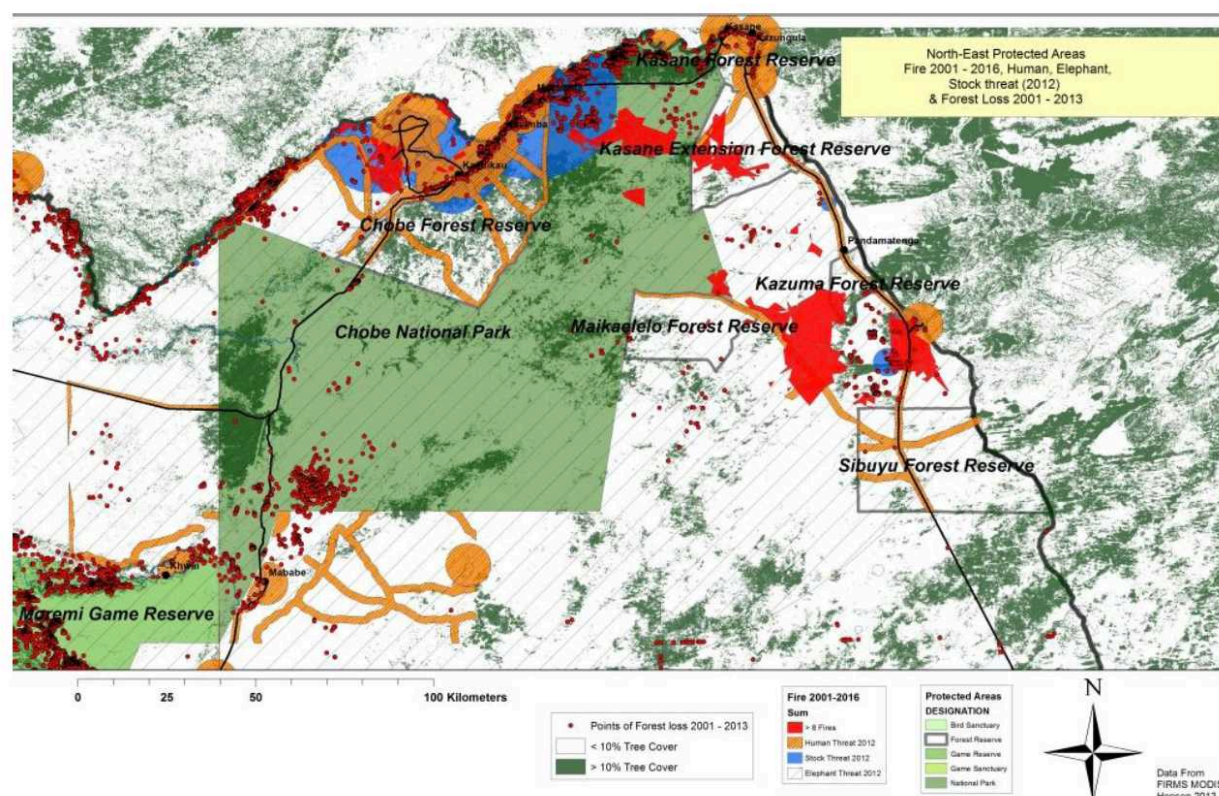 North-East Protected Areas
Fire 2001 - 2016, Human, Elephant,
Stock threat (2012)
& Forest Loss 2001 - 2013
Kasane
Kazungula
Kasane Forest Reserve
Kasane Extension Forest Reserve
Chobe Forest Reserve
Pandamatenga
Kazuma Forest Reserve
Maikaelelo Forest Reserve
Chobe National Park
Sibuyu Forest Reserve
Khwai
Mababe
Moremi Game Reserve
0 25 50 100 Kilometers
Points of Forest loss 2001 - 2013
< 10% Tree Cover
> 10% Tree Cover
Fire 2001-2016
Sum
> 8 Fires
Human Threat 2012
Stock Threat 2012
Elephant Threat 2012
Protected Areas
DESIGNATION
Bird Sanctuary
Forest Reserve
Game Reserve
Game Sanctuary
National Park
N
Data From
FIRMS MODIS